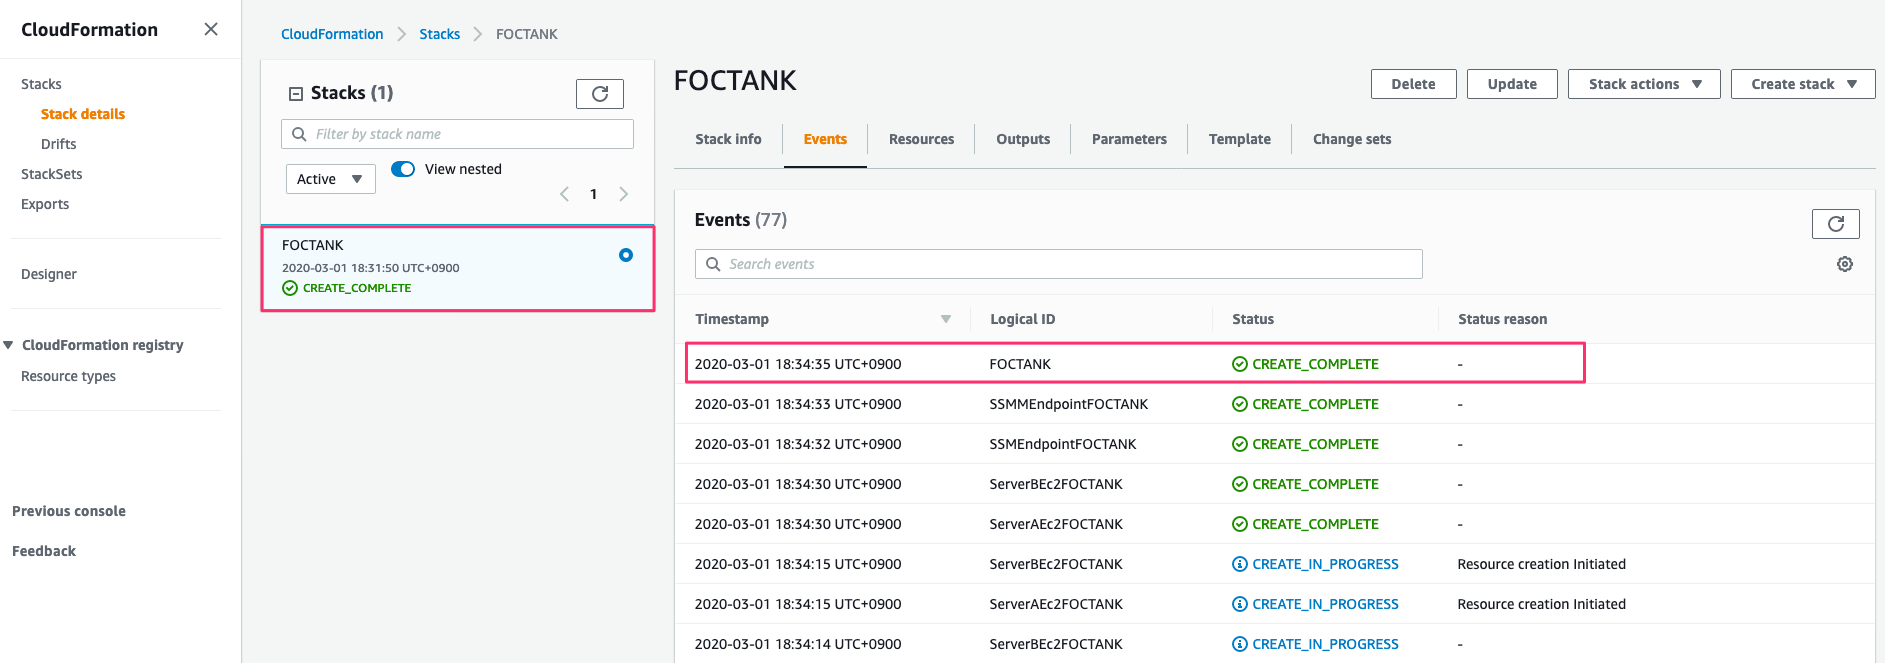 CloudFormation
Stacks
Stack details
Drifts
StackSets
Exports
Designer
CloudFormation registry
Resource types
Previous console
Feedback
CloudFormation Stacks FOCTANK
Stacks (1)
Filter by stack name
Active
View nested
1
FOCTANK
2020-03-01 18:31:50 UTC+0900
CREATE_COMPLETE
FOCTANK
Delete Update Stack actions Create stack
Stack info Events Resources Outputs Parameters Template Change sets
Events (77)
Search events
Timestamp Logical ID Status Status reason
2020-03-01 18:34:35 UTC+0900 FOCTANK CREATE_COMPLETE -
2020-03-01 18:34:33 UTC+0900 SSMMEndpointFOCTANK CREATE_COMPLETE -
2020-03-01 18:34:32 UTC+0900 SSMEndpointFOCTANK CREATE_COMPLETE -
2020-03-01 18:34:30 UTC+0900 ServerBEc2FOCTANK CREATE_COMPLETE -
2020-03-01 18:34:30 UTC+0900 ServerAEc2FOCTANK CREATE_COMPLETE -
2020-03-01 18:34:15 UTC+0900 ServerBEc2FOCTANK CREATE_IN_PROGRESS Resource creation Initiated
2020-03-01 18:34:15 UTC+0900 ServerAEc2FOCTANK CREATE_IN_PROGRESS Resource creation Initiated
2020-03-01 18:34:14 UTC+0900 ServerBEc2FOCTANK CREATE_IN_PROGRESS -